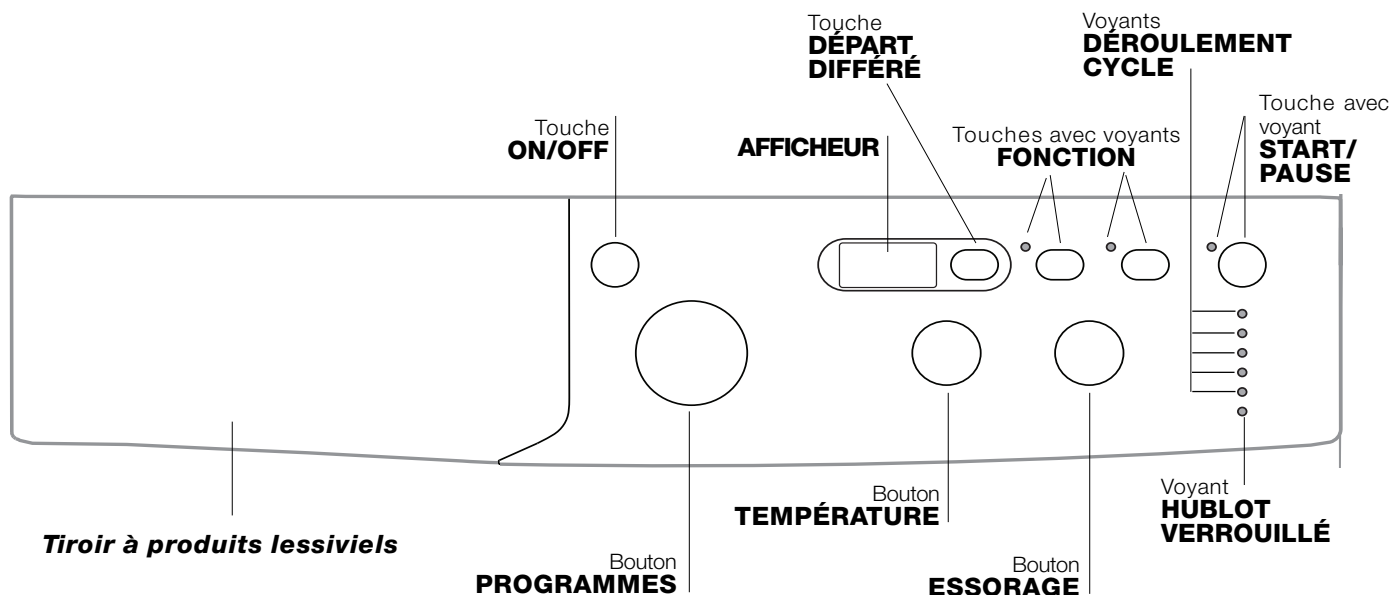 Touche
DÉPART
DIFFÉRÉ
Voyants
DÉROULEMENT
CYCLE
Touche avec
voyant
START/
PAUSE
Touche
ON/OFF
AFFICHEUR
Touches avec voyants
FONCTION
Tiroir à produits lessiviels
Bouton
PROGRAMMES
Bouton
TEMPÉRATURE
Bouton
ESSORAGE
Voyant
HUBLOT
VERROUILLÉ